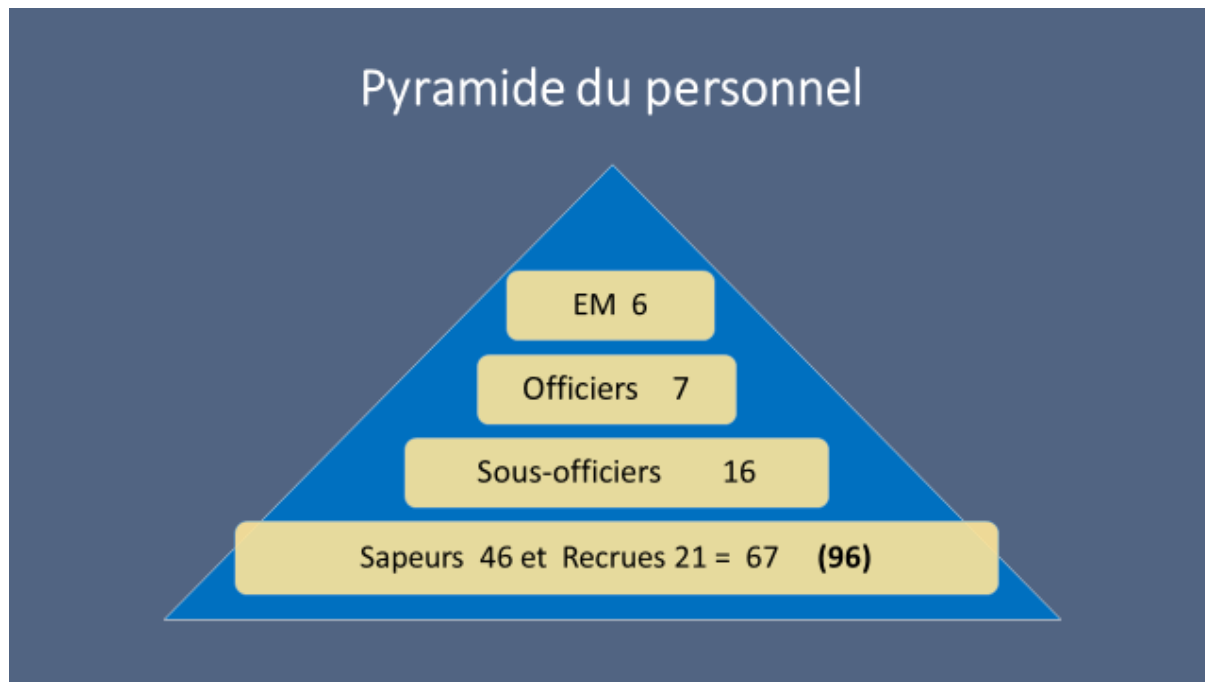 Pyramide du personnel
EM 6
Officiers 7
Sous-officiers 16
Sapeurs 46 et Recrues 21 = 67 (96)